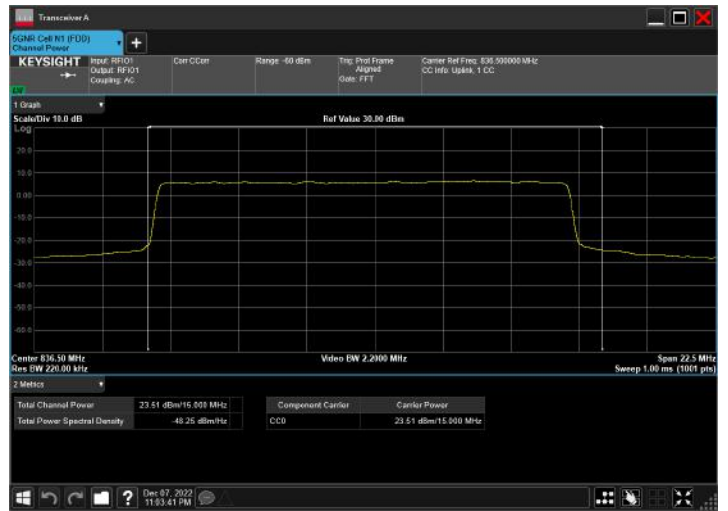 Transceiver A
5GNR Cell N1 (FDD)
Channel Power
KEYSIGHT
Input: RFIO1
Output: RFIO1
Coupling: AC
Corr CCorr
Range -60 dBm
Trig: Prot Frame
Aligned
Gate: FFT
Carrier Ref Freq: 836.500000 MHz
CC Info: Uplink, 1 CC
1 Graph
Scale/Div 10.0 dB
Ref Value 30.00 dBm
Log
20.0
10.0
0.00
-10.0
-20.0
-30.0
-40.0
-50.0
-60.0
Center 836.50 MHz
Video BW 2.2000 MHz
Span 22.5 MHz
Res BW 220.00 kHz
Sweep 1.00 ms (1001 pts)
2 Metrics
Total Channel Power
23.51 dBm/15.000 MHz
Total Power Spectral Density
-48.25 dBm/Hz
Component Carrier
Carrier Power
CC0
23.51 dBm/15.000 MHz
?
Dec 07, 2022
11:03:41 PM